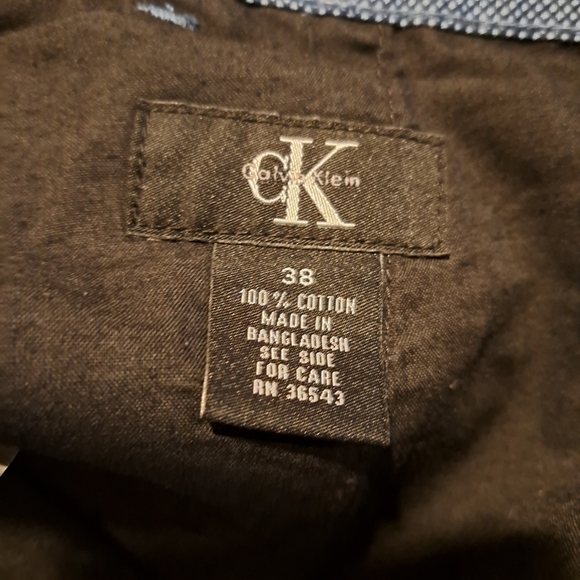 cK
Calvin Klein
38
100% COTTON
MADE IN
BANGLADESH
SEE SIDE
FOR CARE
RN 36543